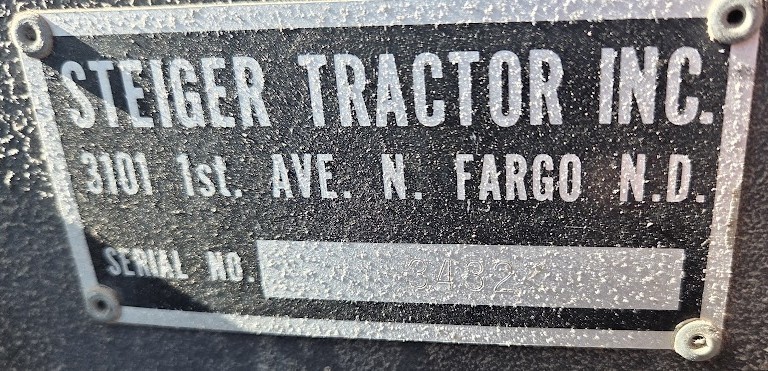 STEIGER TRACTOR INC.
3101 1st. AVE. N. FARGO N.D.
SERIAL NO.